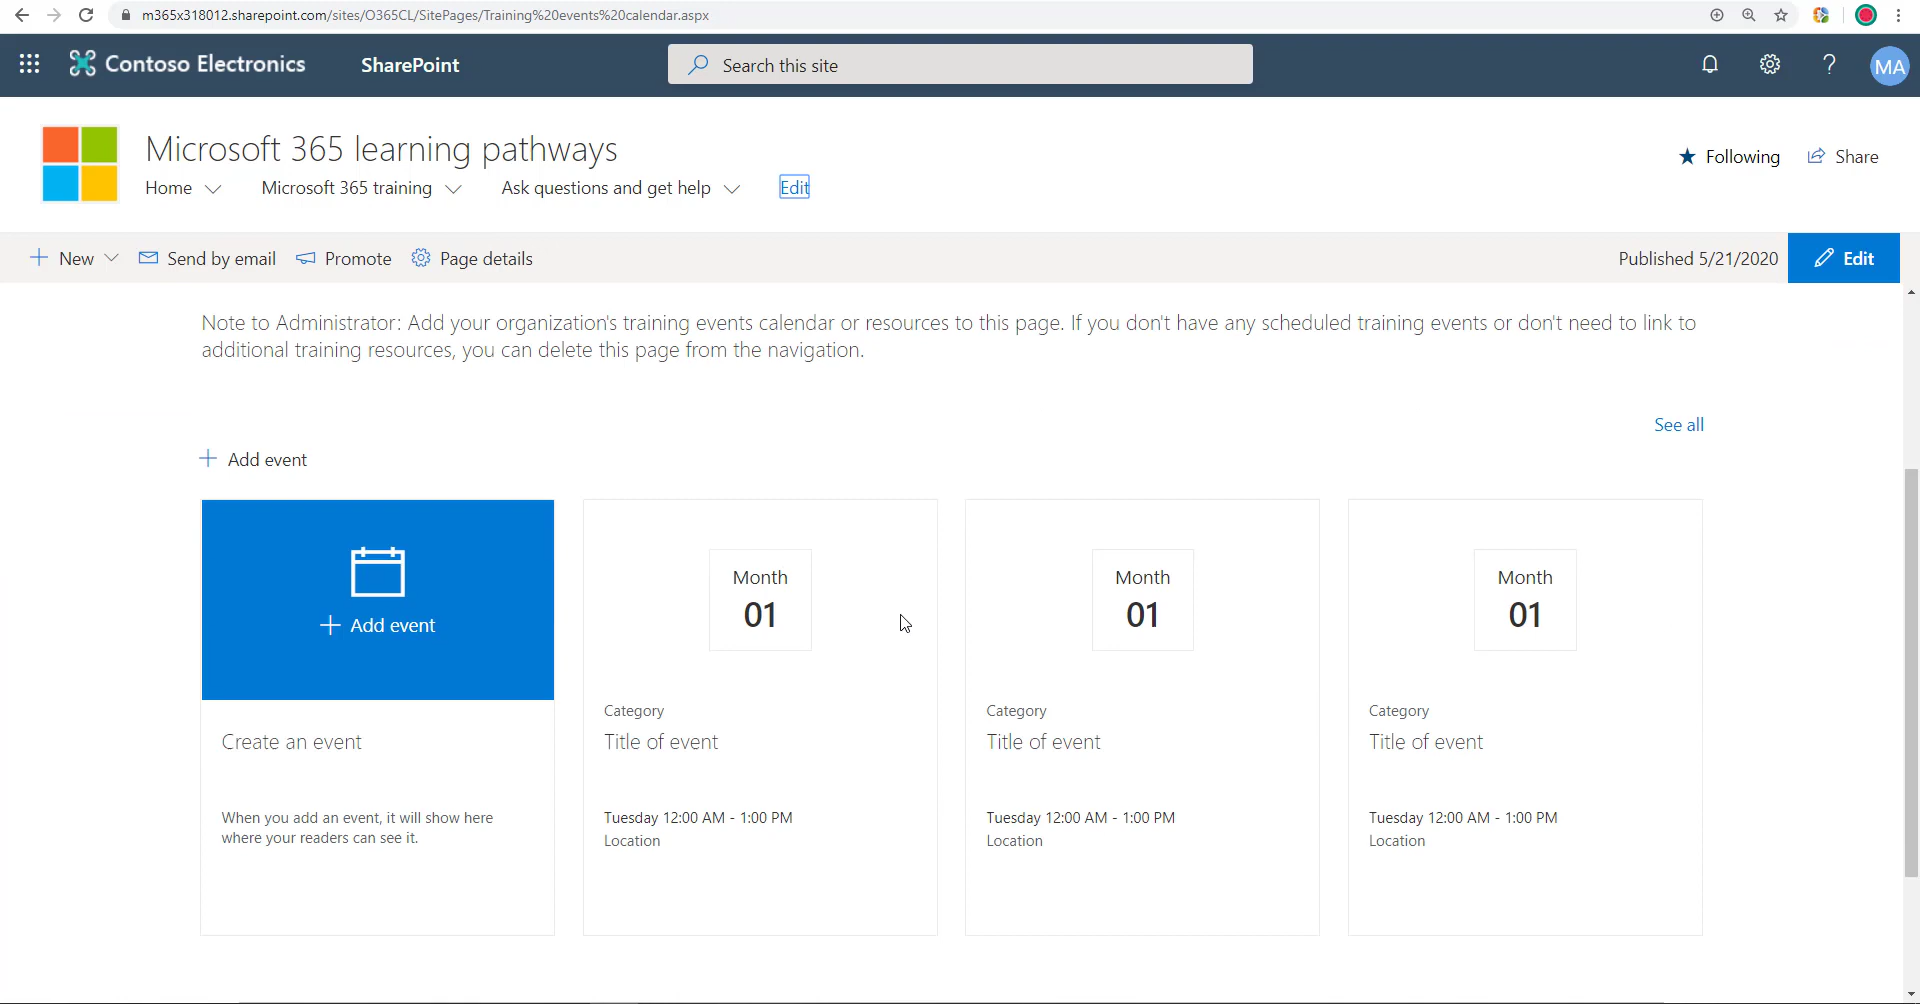 m365x318012.sharepoint.com/sites/O365CL/SitePages/Training%20events%20calendar.aspx
Contoso Electronics SharePoint Search this site ? MA
Microsoft 365 learning pathways
Following Share
Home Microsoft 365 training Ask questions and get help Edit
New Send by email Promote Page details Published 5/21/2020 Edit
Note to Administrator: Add your organization's training events calendar or resources to this page. If you don't have any scheduled training events or don't need to link to
additional training resources, you can delete this page from the navigation.
See all
+ Add event
+ Add event
Create an event
When you add an event, it will show here
where your readers can see it.
Month
01
Category
Title of event
Tuesday 12:00 AM - 1:00 PM
Location
Month
01
Category
Title of event
Tuesday 12:00 AM - 1:00 PM
Location
Month
01
Category
Title of event
Tuesday 12:00 AM - 1:00 PM
Location